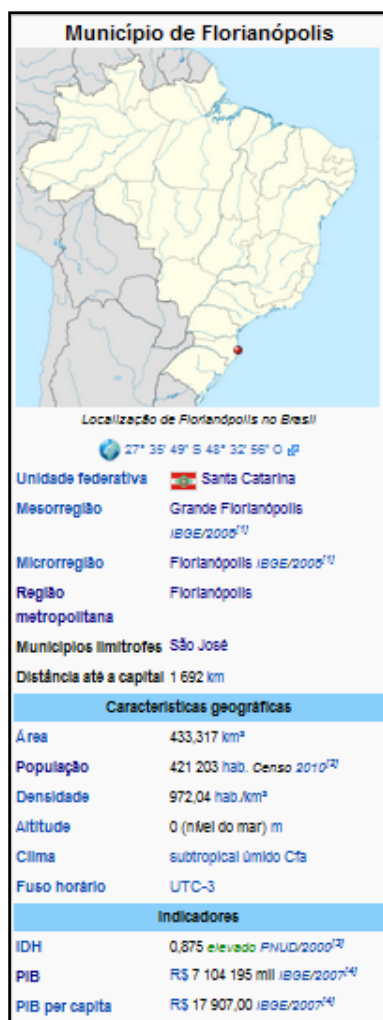 Município de Florianópolis
Localização de Florianópolis no Brasil
27° 35' 49" S 48° 32' 56" O
Unidade federativa Santa Catarina
Mesorregião Grande Florianópolis
IBGE/2008[1]
Microrregião Florianópolis IBGE/2008[1]
Região Florianópolis
metropolitana
Municípios limítrofes São José
Distância até a capital 1 692 km
Características geográficas
Área 433,317 km²
População 421 203 hab. Censo 2010[2]
Densidade 972,04 hab./km²
Altitude 0 (nível do mar) m
Clima subtropical úmido Cfa
Fuso horário UTC-3
Indicadores
IDH 0,875 elevado PNUD/2000[3]
PIB R$ 7 104 195 mil IBGE/2007[4]
PIB per capita R$ 17 907,00 IBGE/2007[4]